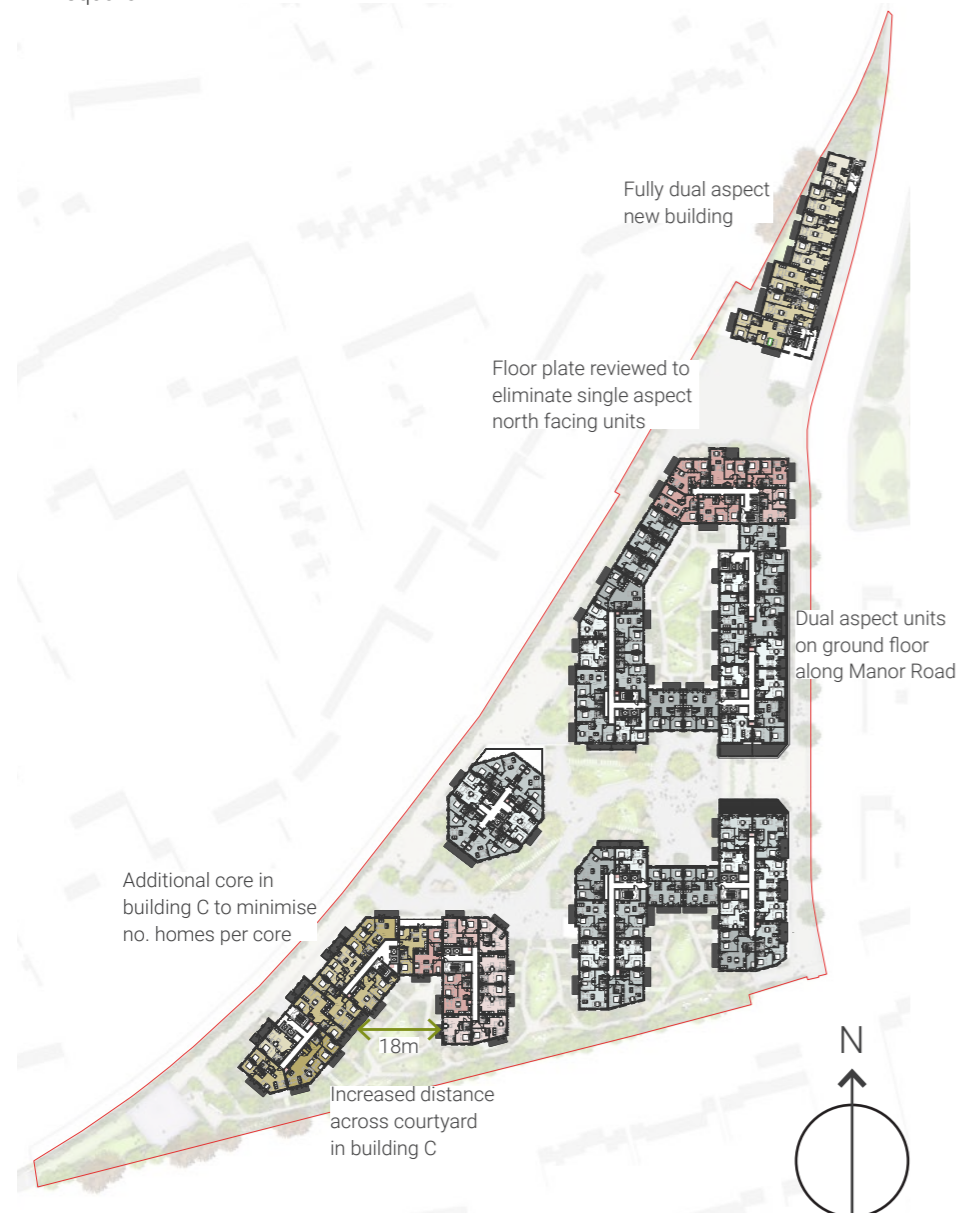 Fully dual aspect
new building
Floor plate reviewed to
eliminate single aspect
north facing units
Dual aspect units
on ground floor
along Manor Road
Additional core in
building C to minimise
no. homes per core
18m
Increased distance
across courtyard
in building C
N